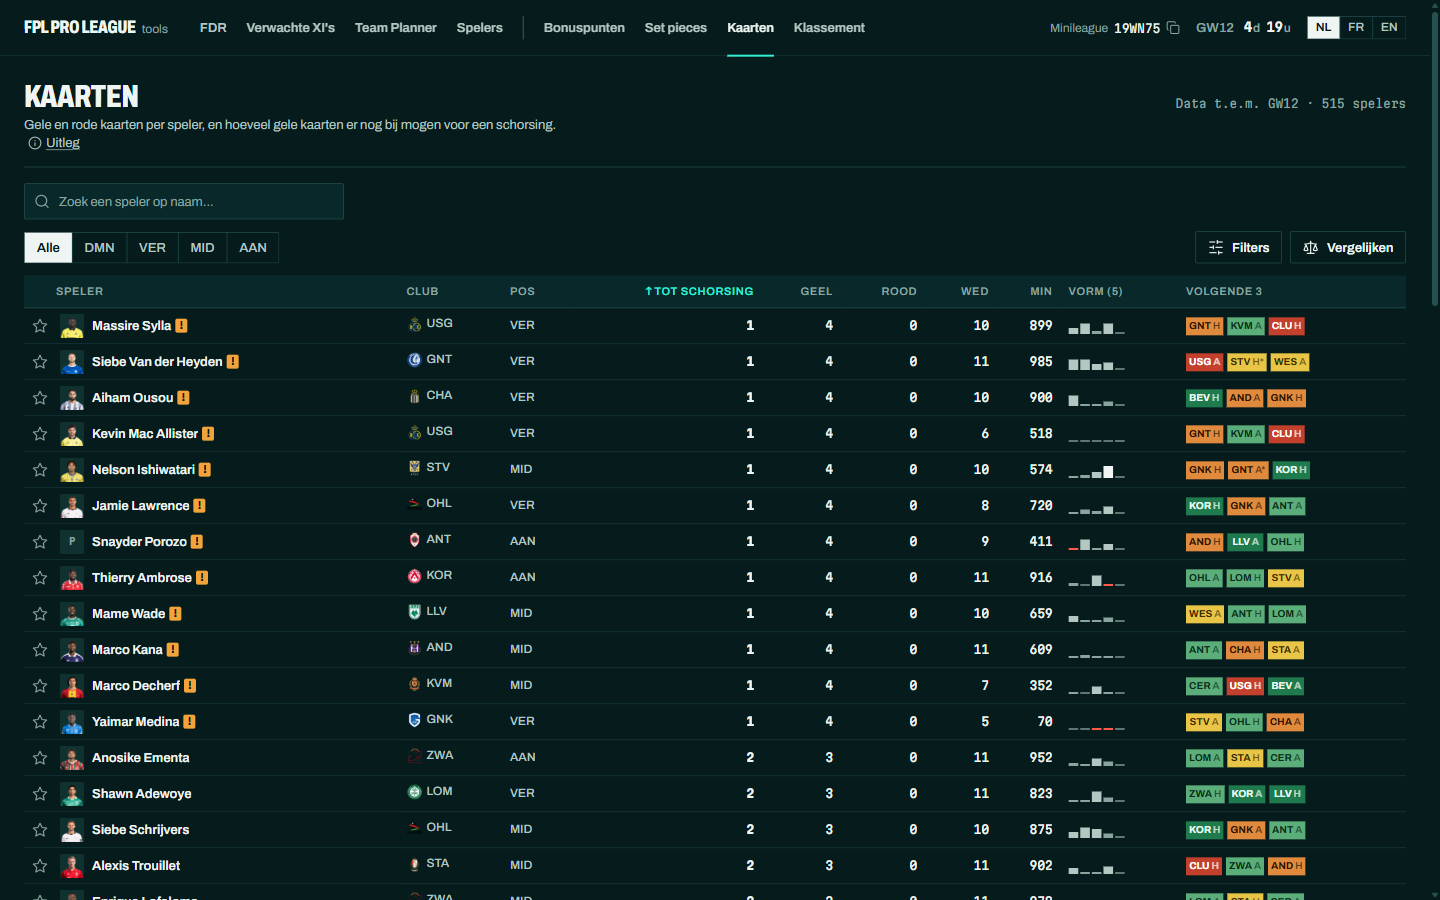 FPL PRO LEAGUE tools FDR Verwachte XI's Team Planner Spelers Bonuspunten Set pieces Kaarten Klassement Minileague 19WN75 GW12 4d 19u NL FR EN
KAARTEN
Data t.e.m. GW12 · 515 spelers
Gele en rode kaarten per speler, en hoeveel gele kaarten er nog bij mogen voor een schorsing.
Uitleg
Zoek een speler op naam...
Alle DMN VER MID AAN Filters Vergelijken
SPELER CLUB POS ↑TOT SCHORSING GEEL ROOD WED MIN VORM (5) VOLGENDE 3
Massire Sylla ! USG VER 1 4 0 10 899 GNT H KVM A CLU H
Siebe Van der Heyden ! GNT VER 1 4 0 11 985 USG A STV H* WES A
Aiham Ousou ! CHA VER 1 4 0 10 900 BEV H AND A GNK H
Kevin Mac Allister ! USG VER 1 4 0 6 518 GNT H KVM A CLU H
Nelson Ishiwatari ! STV MID 1 4 0 10 574 GNK H GNT A* KOR H
Jamie Lawrence ! OHL VER 1 4 0 8 720 KOR H GNK A ANT A
P Snayder Porozo ! ANT AAN 1 4 0 9 411 AND H LLV A OHL H
Thierry Ambrose ! KOR AAN 1 4 0 11 916 OHL A LOM H STV A
Mame Wade ! LLV MID 1 4 0 10 659 WES A ANT H LOM A
Marco Kana ! AND MID 1 4 0 11 609 ANT A CHA H STA A
Marco Decherf ! KVM MID 1 4 0 7 352 CER A USG H BEV A
Yaimar Medina ! GNK VER 1 4 0 5 70 STV A OHL H CHA A
Anosike Ementa ZWA AAN 2 3 0 11 952 LOM A STA H CER A
Shawn Adewoye LOM VER 2 3 0 11 823 ZWA H KOR A LLV H
Siebe Schrijvers OHL MID 2 3 0 10 875 KOR H GNK A ANT A
Alexis Trouillet STA MID 2 3 0 11 902 CLU H ZWA A AND H